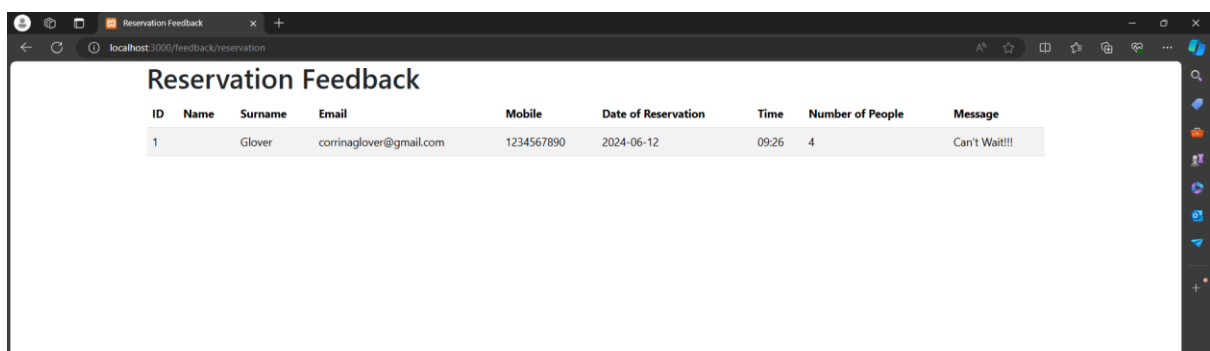 Reservation Feedback
localhost:3000/feedback/reservation
Reservation Feedback
ID Name Surname Email Mobile Date of Reservation Time Number of People Message
1 Glover corrinaglover@gmail.com 1234567890 2024-06-12 09:26 4 Can't Wait!!!